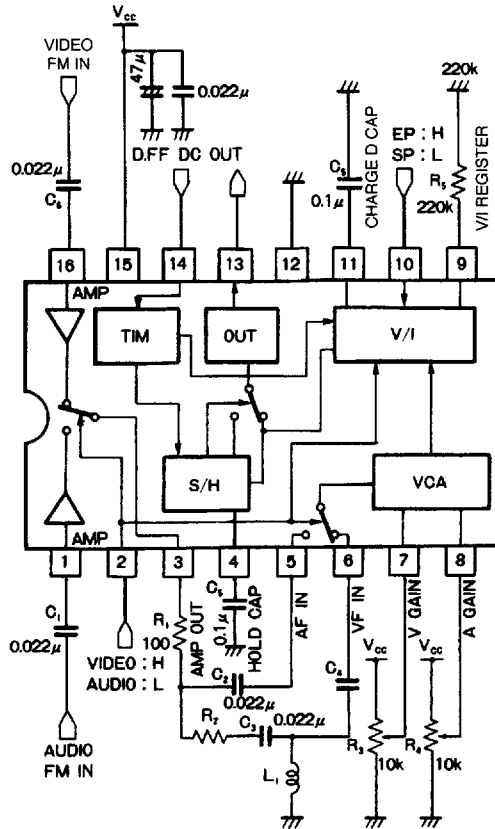 Vcc
VIDEO
FM IN
47μ
0.022μ
D.FF DC OUT
220k
EP : H
SP : L
CHARGE D CAP
V/I REGISTER
0.022μ
C6
C5
0.1μ
R5
220k
16
15
14
13
12
11
10
9
AMP
TIM
OUT
V/I
S/H
VCA
AMP
1
2
3
4
5
6
7
8
C1
0.022μ
R1
100
AMP OUT
C5
0.1μ
HOLD CAP
AF IN
VF IN
V GAIN
A GAIN
VIDEO : H
AUDIO : L
C2
0.022μ
C4
Vcc
Vcc
R2
C3
0.022μ
R3
10k
R4
10k
L1
AUDIO
FM IN